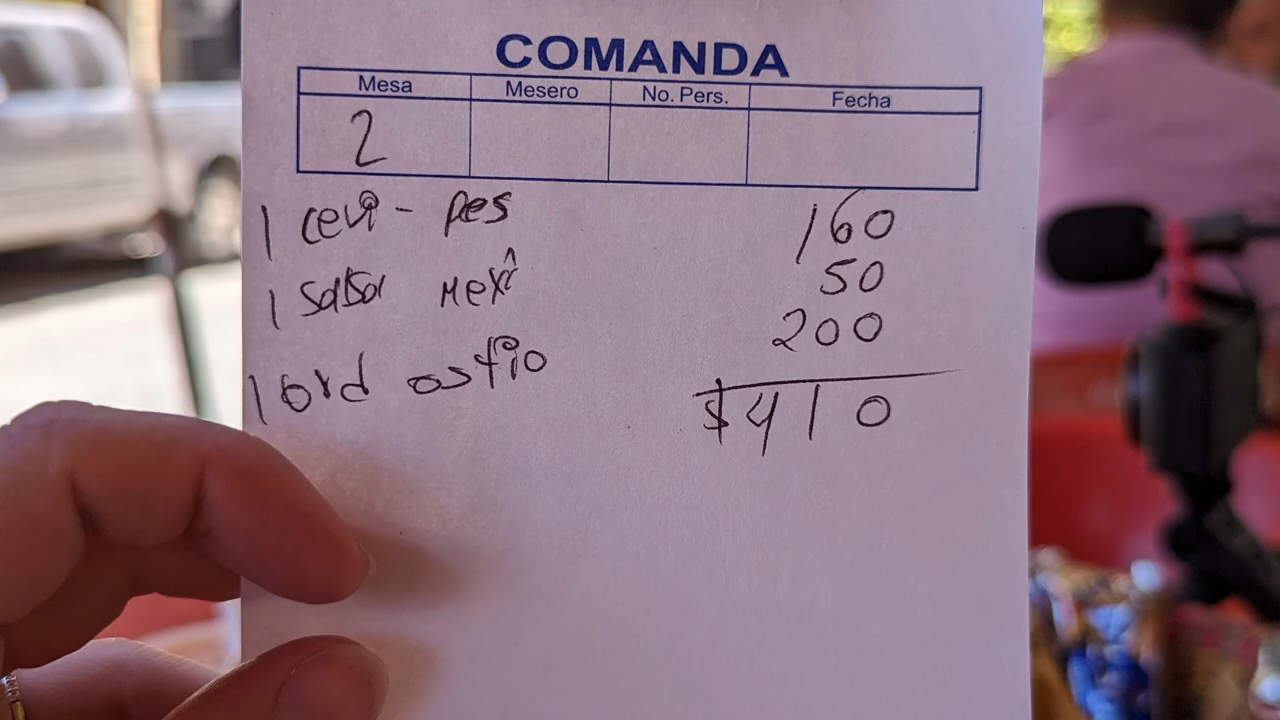 COMANDA
Mesa Mesero No. Pers. Fecha
2
1 cevi - pes 160
1 Salsa Mexi 50
1 ord ostio 200
$410